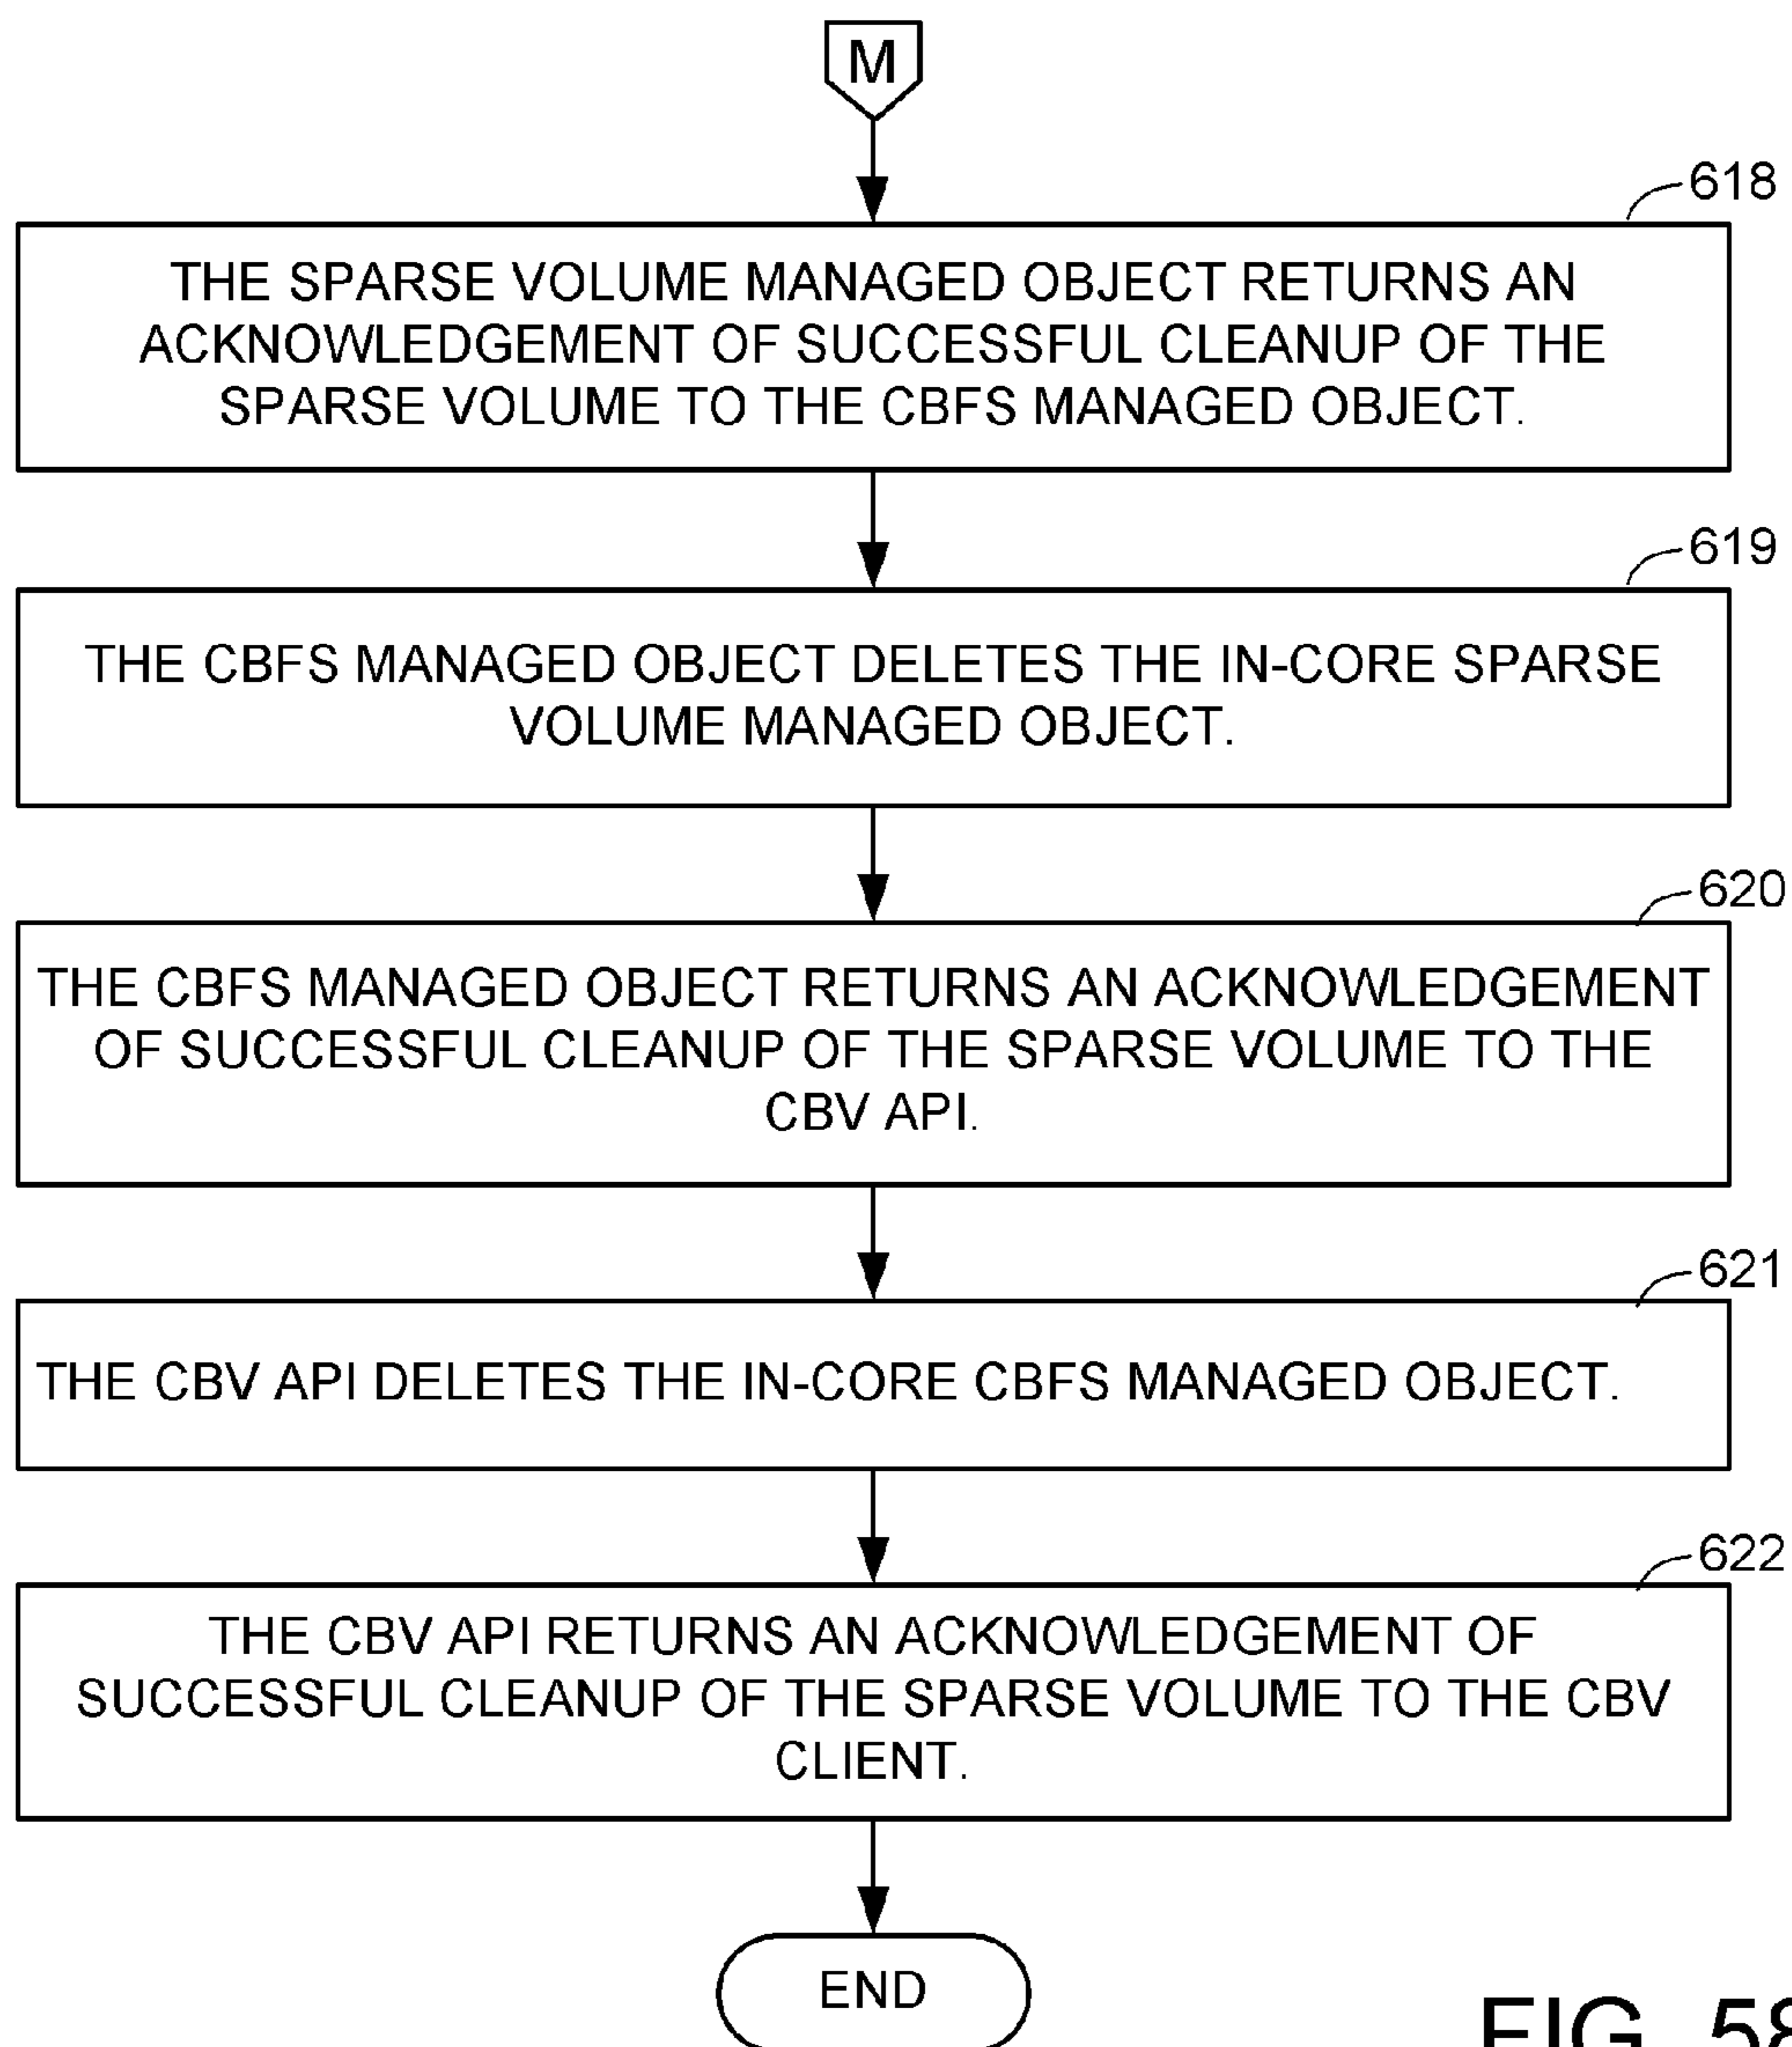 M
618
THE SPARSE VOLUME MANAGED OBJECT RETURNS AN
ACKNOWLEDGEMENT OF SUCCESSFUL CLEANUP OF THE
SPARSE VOLUME TO THE CBFS MANAGED OBJECT.
619
THE CBFS MANAGED OBJECT DELETES THE IN-CORE SPARSE
VOLUME MANAGED OBJECT.
620
THE CBFS MANAGED OBJECT RETURNS AN ACKNOWLEDGEMENT
OF SUCCESSFUL CLEANUP OF THE SPARSE VOLUME TO THE
CBV API.
621
THE CBV API DELETES THE IN-CORE CBFS MANAGED OBJECT.
622
THE CBV API RETURNS AN ACKNOWLEDGEMENT OF
SUCCESSFUL CLEANUP OF THE SPARSE VOLUME TO THE CBV
CLIENT.
END
FIG. 58